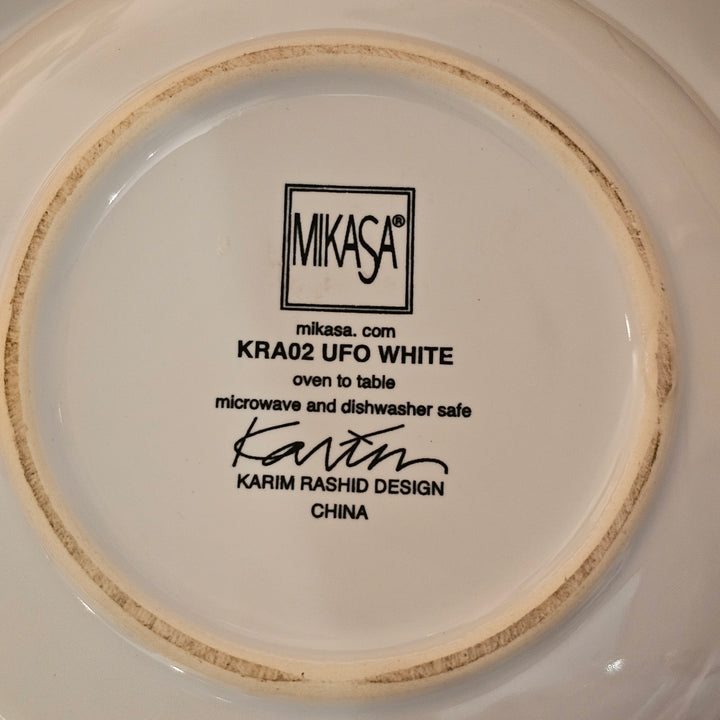 MIKASA®
mikasa. com
KRA02 UFO WHITE
oven to table
microwave and dishwasher safe
Karim
KARIM RASHID DESIGN
CHINA